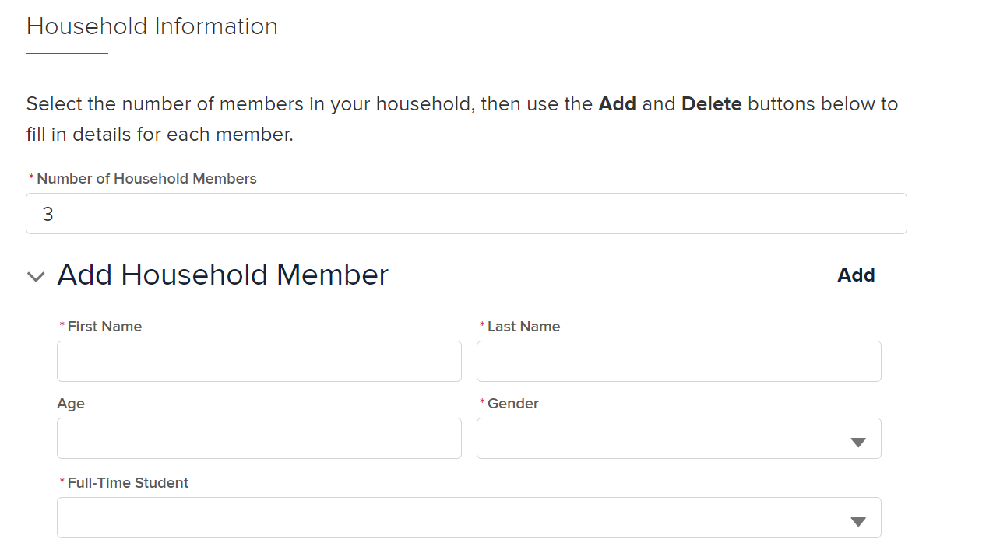 Household Information
Select the number of members in your household, then use the Add and Delete buttons below to
fill in details for each member.
*Number of Household Members
3
Add Household Member
Add
*First Name
*Last Name
Age
*Gender
*Full-Time Student